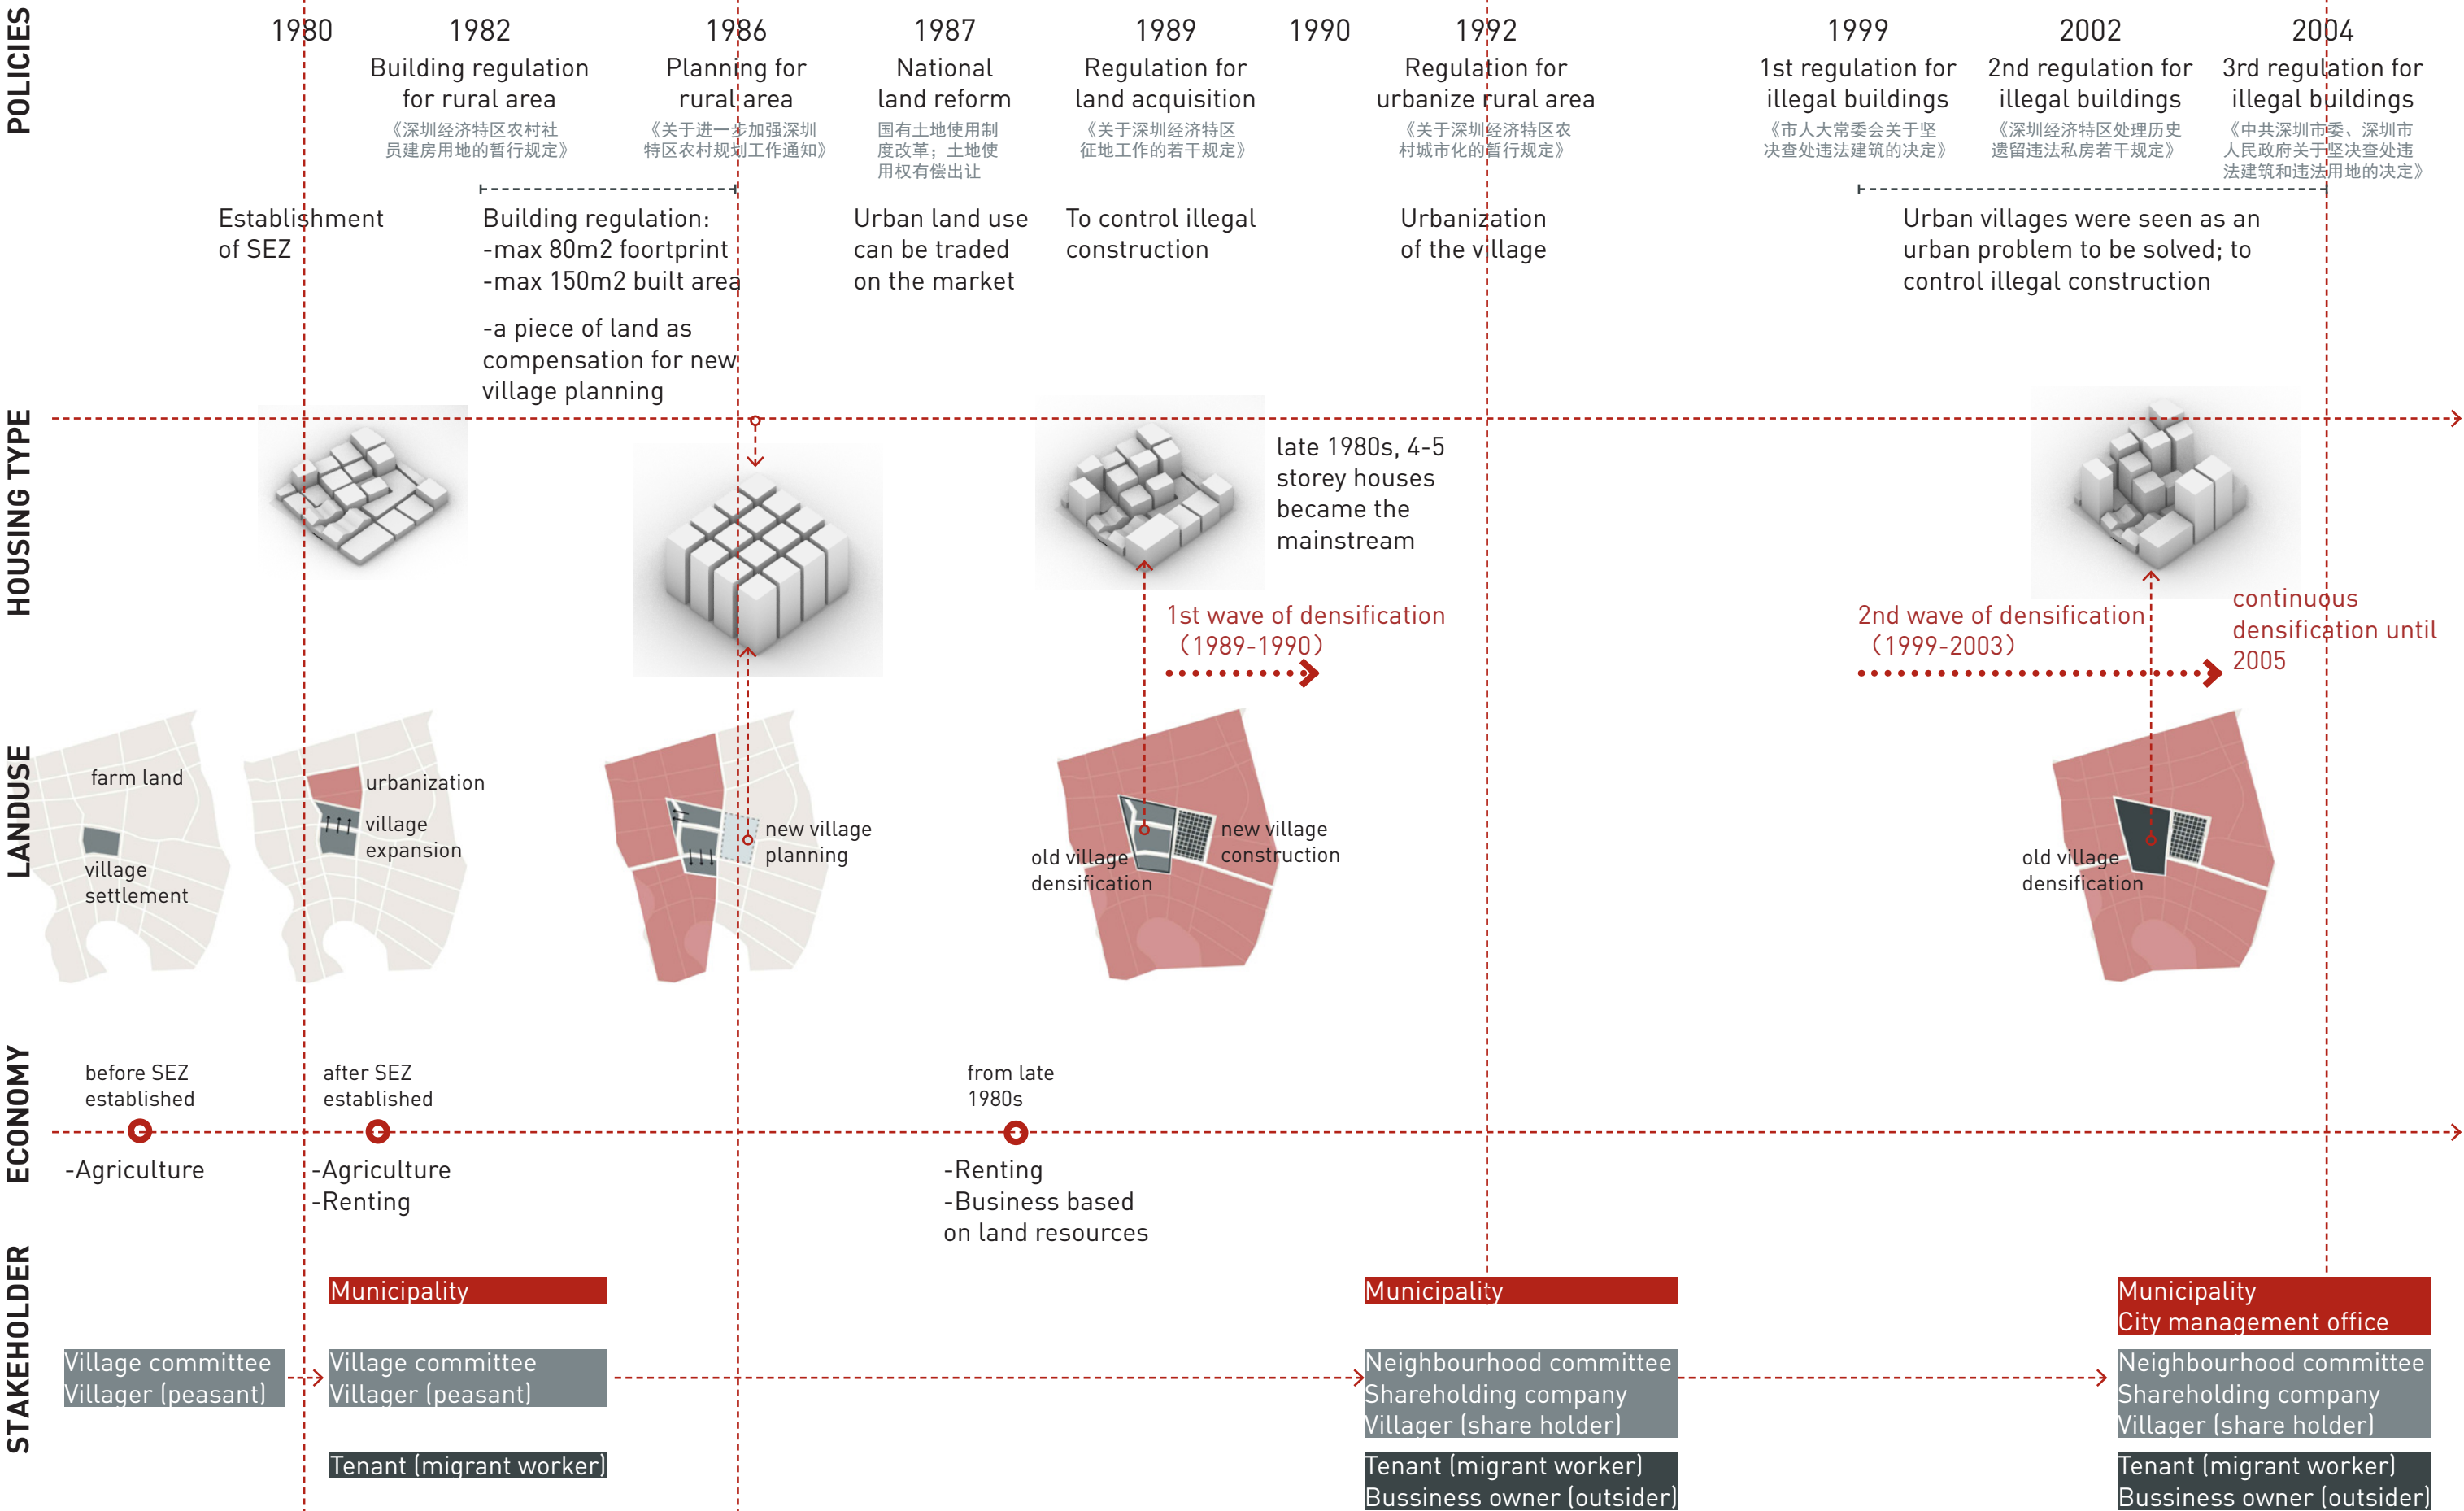 POLICIES
1980
1982
1986
1987
1989
1990
1992
1999
2002
2004
Building regulation
for rural area
《深圳经济特区农村社
员建房用地的暂行规定》
Planning for
rural area
《关于进一步加强深圳
特区农村规划工作通知》
National
land reform
国有土地使用制
度改革；土地使
用权有偿出让
Regulation for
land acquisition
《关于深圳经济特区
征地工作的若干规定》
Regulation for
urbanize rural area
《关于深圳经济特区农
村城市化的暂行规定》
1st regulation for
illegal buildings
《市人大常委会关于坚
决查处违法建筑的决定》
2nd regulation for
illegal buildings
《深圳经济特区处理历史
遗留违法私房若干规定》
3rd regulation for
illegal buildings
《中共深圳市委、深圳市
人民政府关于坚决查处违
法建筑和违法用地的决定》
Establishment
of SEZ
Building regulation:
-max 80m2 foortprint
-max 150m2 built area
-a piece of land as
compensation for new
village planning
Urban land use
can be traded
on the market
To control illegal
construction
Urbanization
of the village
Urban villages were seen as an
urban problem to be solved; to
control illegal construction
HOUSING TYPE
late 1980s, 4-5
storey houses
became the
mainstream
1st wave of densification
（1989-1990）
2nd wave of densification
（1999-2003）
continuous
densification until
2005
LANDUSE
farm land
village
settlement
urbanization
village
expansion
new village
planning
old village
densification
new village
construction
old village
densification
ECONOMY
before SEZ
established
-Agriculture
after SEZ
established
-Agriculture
-Renting
from late
1980s
-Renting
-Business based
on land resources
STAKEHOLDER
Village committee
Villager (peasant)
Municipality
Village committee
Villager (peasant)
Tenant (migrant worker)
Municipality
Neighbourhood committee
Shareholding company
Villager (share holder)
Tenant (migrant worker)
Bussiness owner (outsider)
Municipality
City management office
Neighbourhood committee
Shareholding company
Villager (share holder)
Tenant (migrant worker)
Bussiness owner (outsider)